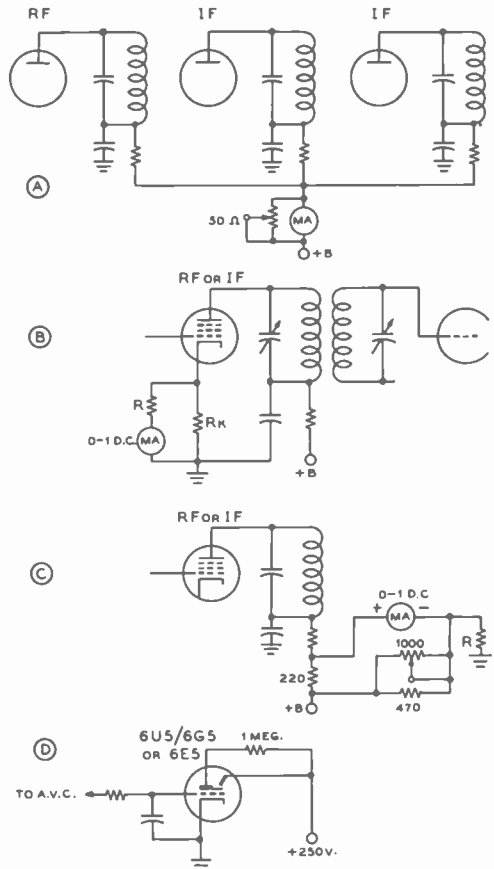 RF IF IF
A
50 Ω MA
+B
RF OR IF
B
R
RK
0-1 D.C. MA
+B
RF OR IF
C
0-1 D.C
+ MA -
1000 R
220
+B 470
D
6U5/6G5
OR 6E5
1 MEG.
TO A.V.C.
+250V.